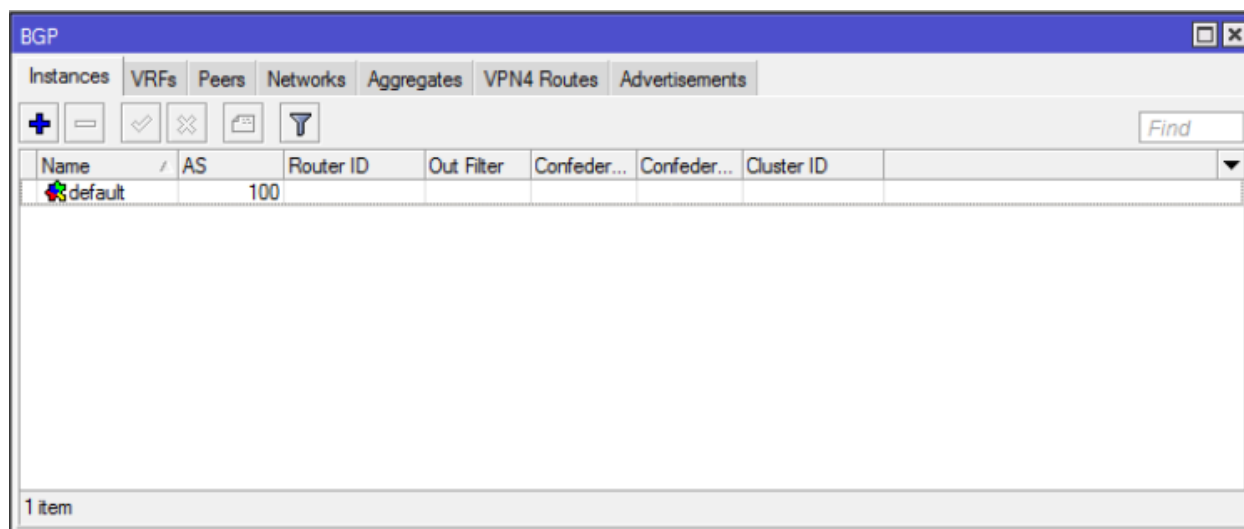 BGP
Instances VRFs Peers Networks Aggregates VPN4 Routes Advertisements
Find
Name AS Router ID Out Filter Confeder... Confeder... Cluster ID
default 100
1 item